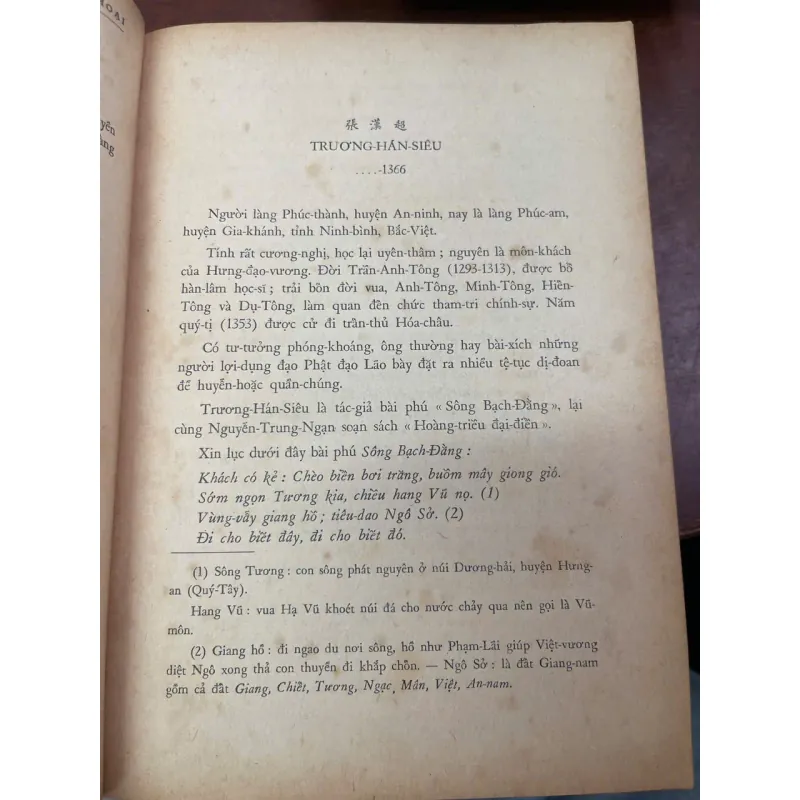 OẠI
yên
àng
張 漢 超
TRƯƠNG-HÁN-SIÊU
....-1366
Người làng Phúc-thành, huyện An-ninh, nay là làng Phúc-am,
huyện Gia-khánh, tỉnh Ninh-bình, Bắc-Việt.
Tính rất cương-nghị, học lại uyên-thâm ; nguyên là môn-khách
của Hưng-đạo-vương. Đời Trần-Anh-Tông (1293-1313), được bổ
hàn-lâm học-sĩ ; trải bốn đời vua, Anh-Tông, Minh-Tông, Hiến-
Tông và Dụ-Tông, làm quan đến chức tham-tri chính-sự. Năm
quý-tị (1353) được cử đi trấn-thủ Hóa-châu.
Có tư-tưởng phóng-khoáng, ông thường hay bài-xích những
người lợi-dụng đạo Phật đạo Lão bày đặt ra nhiều tệ-tục dị-đoan
để huyễn-hoặc quần-chúng.
Trương-Hán-Siêu là tác-giả bài phú « Sông Bạch-Đằng », lại
cùng Nguyễn-Trung-Ngạn soạn sách « Hoàng-triều đại-điển ».
Xin lục dưới đây bài phú Sông Bạch-Đằng :
Khách có kẻ : Chèo biển bơi trăng, buồm mây giong gió.
Sớm ngọn Tương kia, chiều hang Vũ nọ. (1)
Vùng-vẫy giang hồ ; tiêu-dao Ngô Sở. (2)
Đi cho biết đây, đi cho biết đó.
(1) Sông Tương : con sông phát nguyên ở núi Dương-hải, huyện Hưng-
an (Quý-Tây).
Hang Vũ : vua Hạ Vũ khoét núi đá cho nước chảy qua nên gọi là Vũ-
môn.
(2) Giang hồ : đi ngao du nơi sông, hồ như Phạm-Lãi giúp Việt-vương
diệt Ngô xong thả con thuyền đi khắp chốn. — Ngô Sở : là đất Giang-nam
gồm cả đất Giang, Chiết, Tương, Ngạc, Mân, Việt, An-nam.